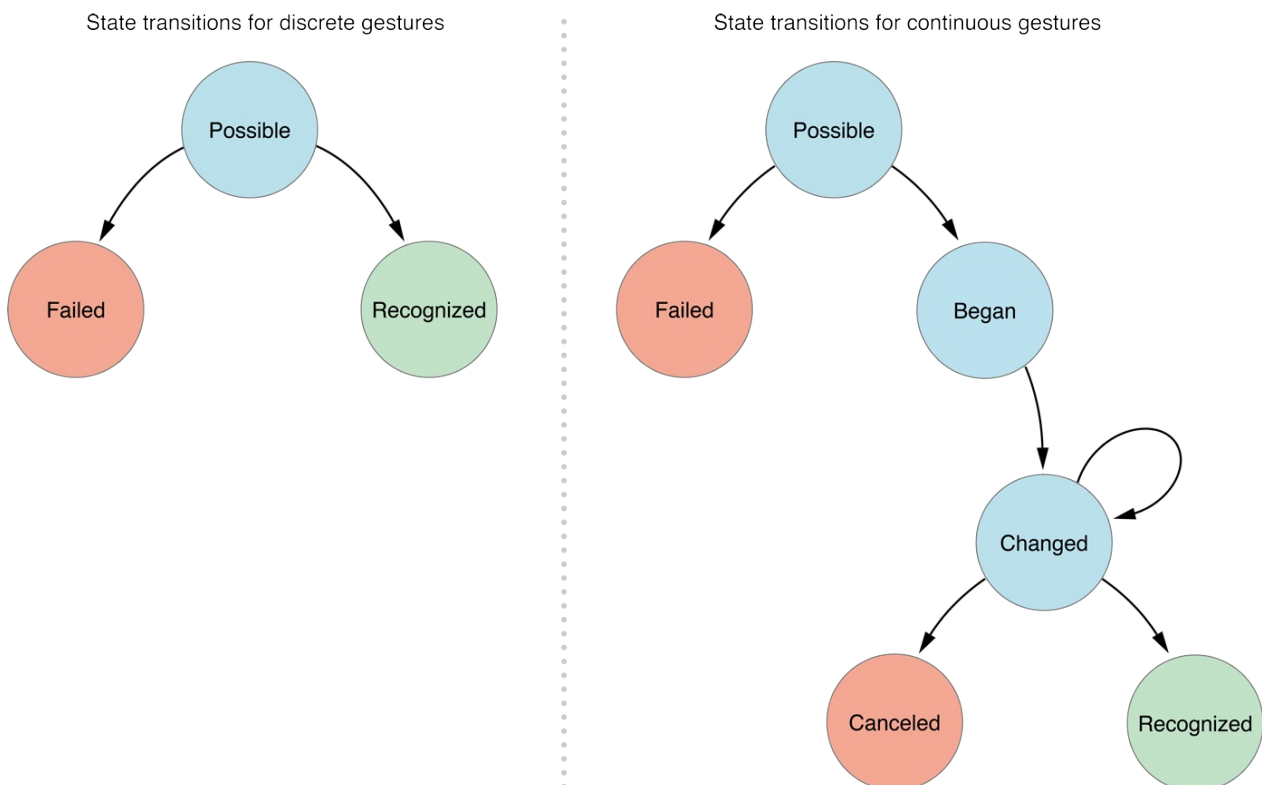 State transitions for discrete gestures
Possible
Failed
Recognized
State transitions for continuous gestures
Possible
Failed
Began
Changed
Canceled
Recognized